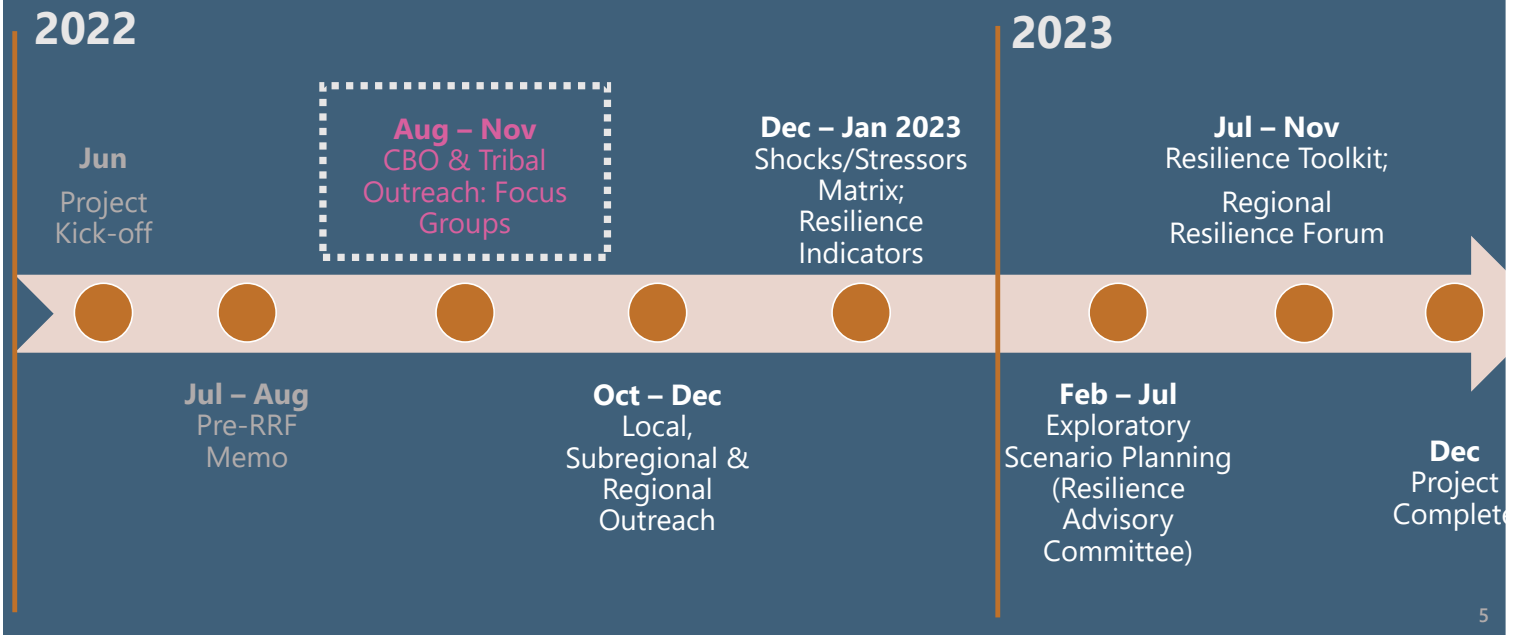 2022
2023
Jun
Project
Kick-off
Jul – Aug
Pre-RRF
Memo
Aug – Nov
CBO & Tribal
Outreach: Focus
Groups
Oct – Dec
Local,
Subregional &
Regional
Outreach
Dec – Jan 2023
Shocks/Stressors
Matrix;
Resilience
Indicators
Feb – Jul
Exploratory
Scenario Planning
(Resilience
Advisory
Committee)
Jul – Nov
Resilience Toolkit;
Regional
Resilience Forum
Dec
Project
Complete
5